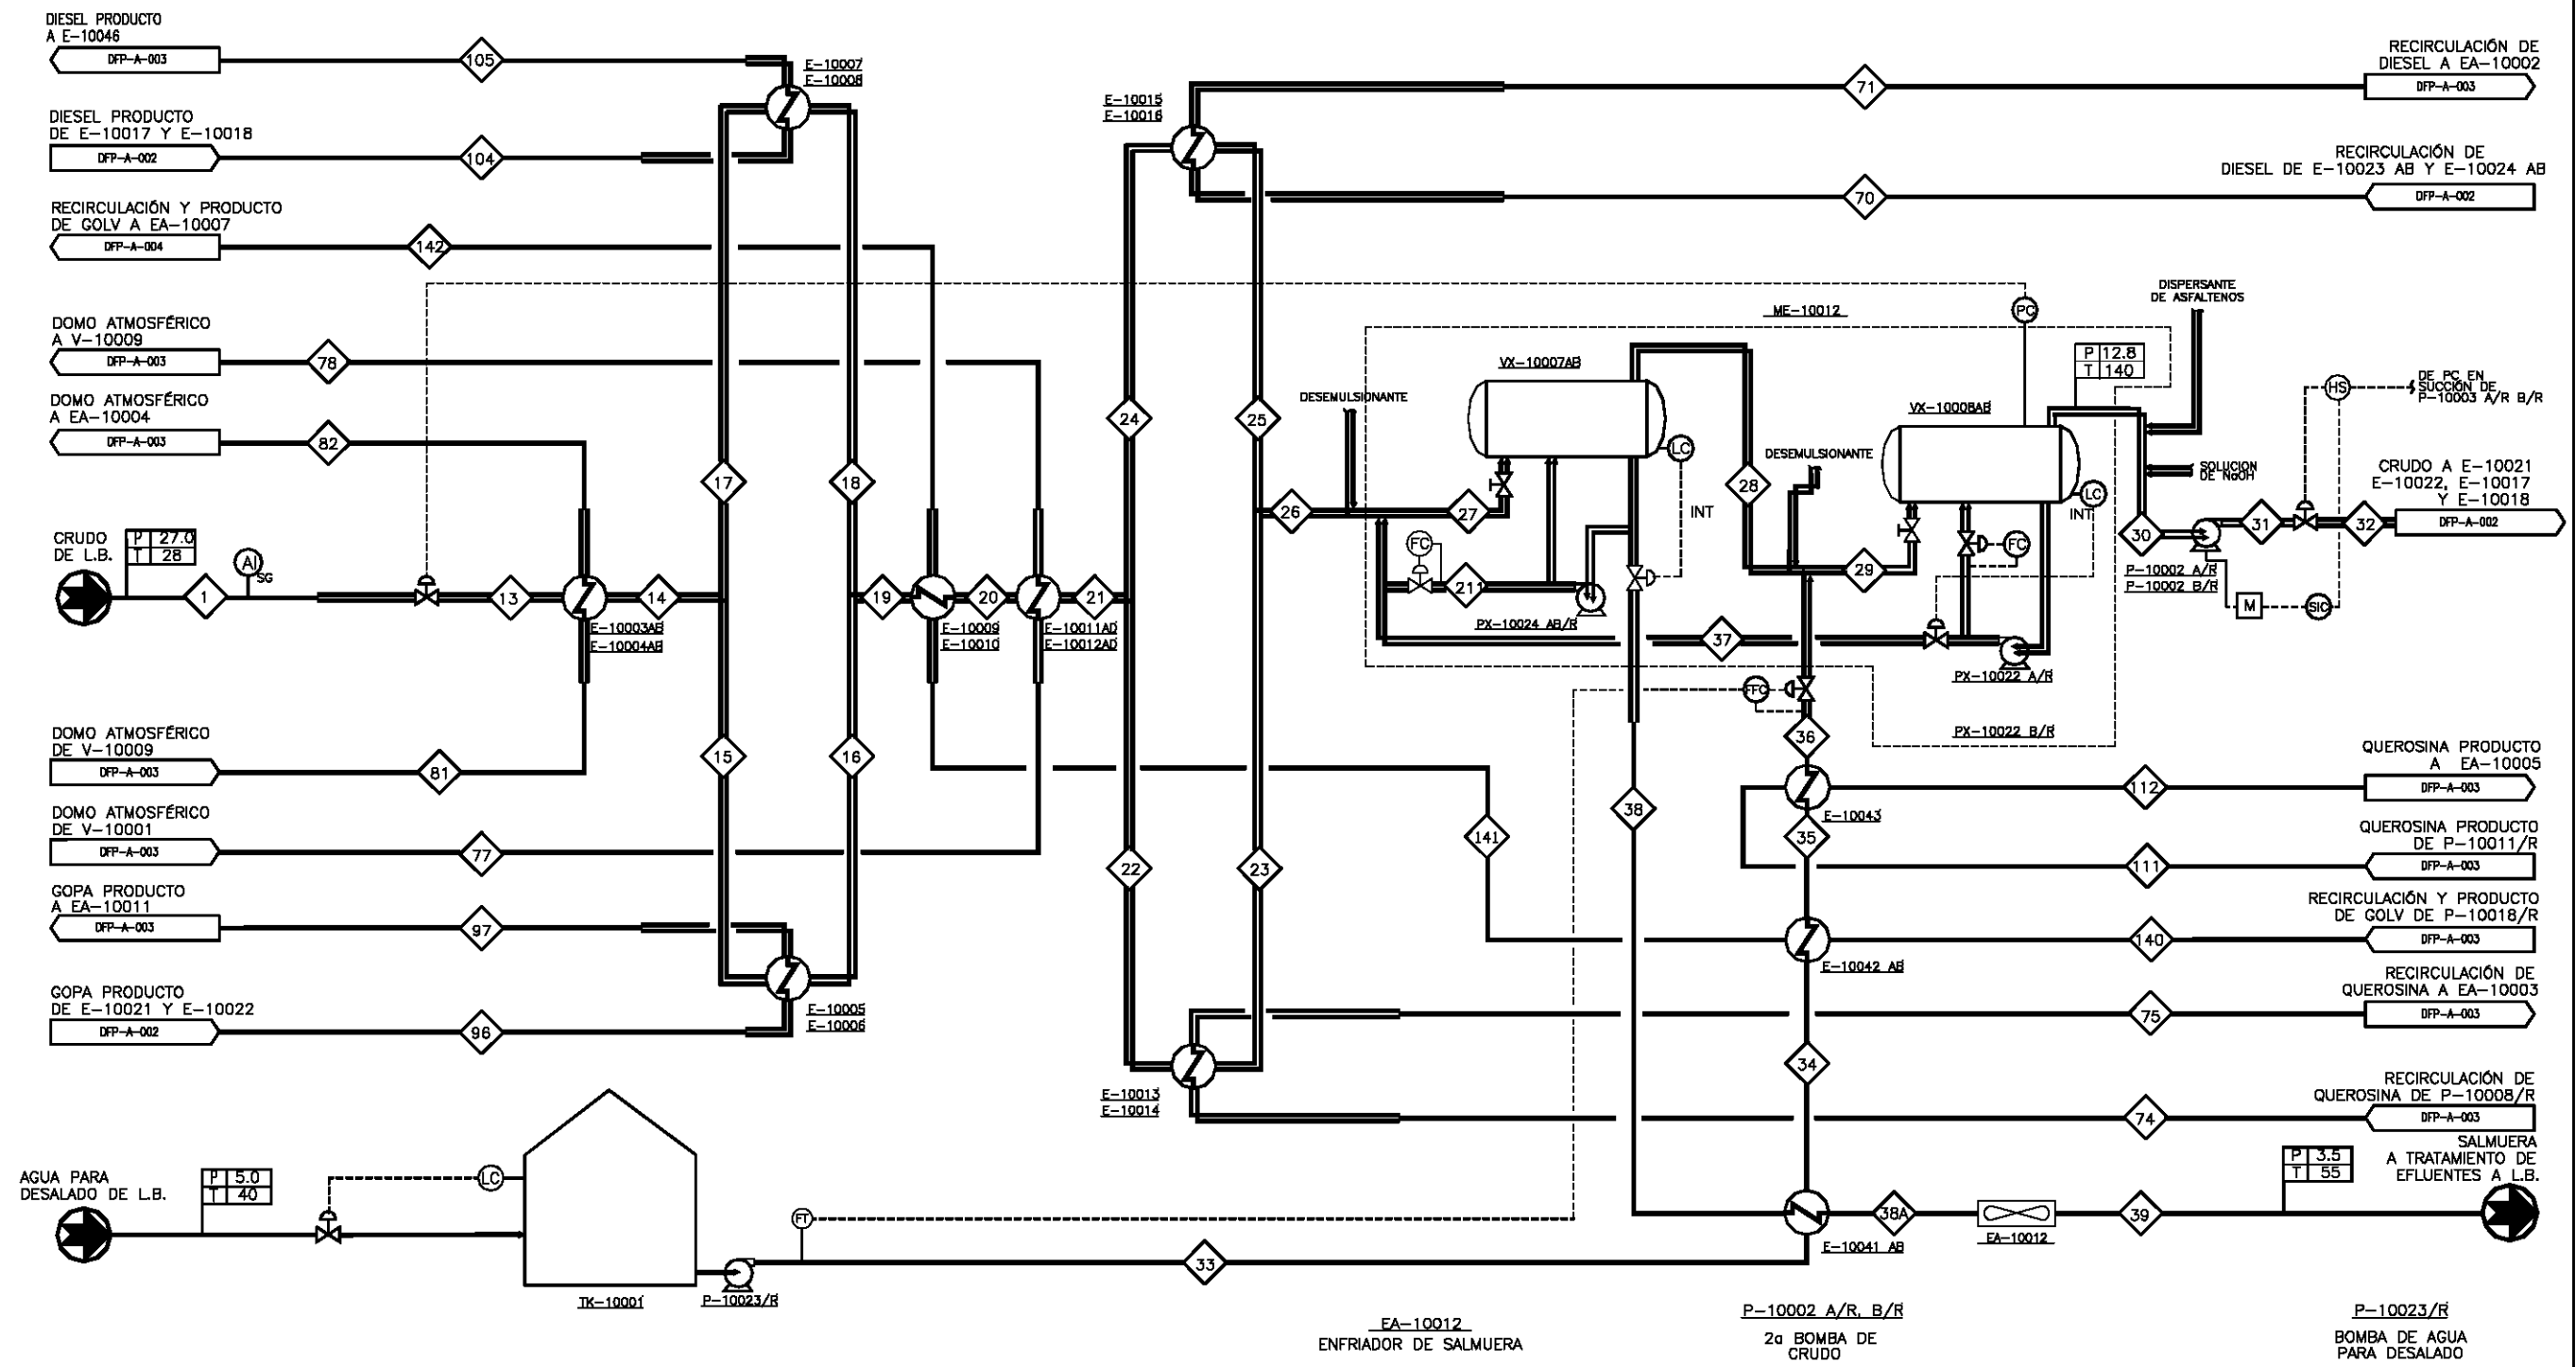 DIESEL PRODUCTO
A E-10046
DFP-A-003
105
E-10007
E-10008
DIESEL PRODUCTO
DE E-10017 Y E-10018
DFP-A-002
104
RECIRCULACIÓN Y PRODUCTO
DE GOLV A EA-10007
DFP-A-004
142
DOMO ATMOSFÉRICO
A V-10009
DFP-A-003
78
DOMO ATMOSFÉRICO
A EA-10004
DFP-A-003
82
CRUDO
DE L.B.
P 27.0
T 28
AI
SG
1
13
14
E-10003AB
E-10004AB
17
18
15
16
19
E-10009
E-10010
20
E-10011AD
E-10012AD
21
DOMO ATMOSFÉRICO
DE V-10009
DFP-A-003
81
DOMO ATMOSFÉRICO
DE V-10001
DFP-A-003
77
GOPA PRODUCTO
A EA-10011
DFP-A-003
97
GOPA PRODUCTO
DE E-10021 Y E-10022
DFP-A-002
96
E-10005
E-10006
E-10015
E-10016
24
25
22
23
E-10013
E-10014
RECIRCULACIÓN DE
DIESEL A EA-10002
DFP-A-003
71
RECIRCULACIÓN DE
DIESEL DE E-10023 AB Y E-10024 AB
DFP-A-002
70
ME-10012
PC
DISPERSANTE
DE ASFALTENOS
VX-10007AB
P 12.8
T 140
DESEMULSIONANTE
VX-10008AB
LC
INT
26
27
28
DESEMULSIONANTE
LC
INT
FC
211
PX-10024 AB/R
29
FC
37
PX-10022 A/R
PX-10022 B/R
HS
DE PC EN
SUCCIÓN DE
P-10003 A/R B/R
SOLUCION
DE NaOH
CRUDO A E-10021
E-10022, E-10017
Y E-10018
DFP-A-002
30
31
32
P-10002 A/R
P-10002 B/R
M
SIC
FFC
36
E-10043
35
38
141
QUEROSINA PRODUCTO
A EA-10005
DFP-A-003
112
QUEROSINA PRODUCTO
DE P-10011/R
DFP-A-003
111
RECIRCULACIÓN Y PRODUCTO
DE GOLV DE P-10018/R
DFP-A-003
140
E-10042 AB
RECIRCULACIÓN DE
QUEROSINA A EA-10003
DFP-A-003
75
34
RECIRCULACIÓN DE
QUEROSINA DE P-10008/R
DFP-A-003
74
SALMUERA
A TRATAMIENTO DE
EFLUENTES A L.B.
P 3.5
T 55
AGUA PARA
DESALADO DE L.B.
P 5.0
T 40
LC
FT
TK-10001
P-10023/R
33
E-10041 AB
38A
EA-10012
39
EA-10012
ENFRIADOR DE SALMUERA
P-10002 A/R, B/R
2a BOMBA DE
CRUDO
P-10023/R
BOMBA DE AGUA
PARA DESALADO